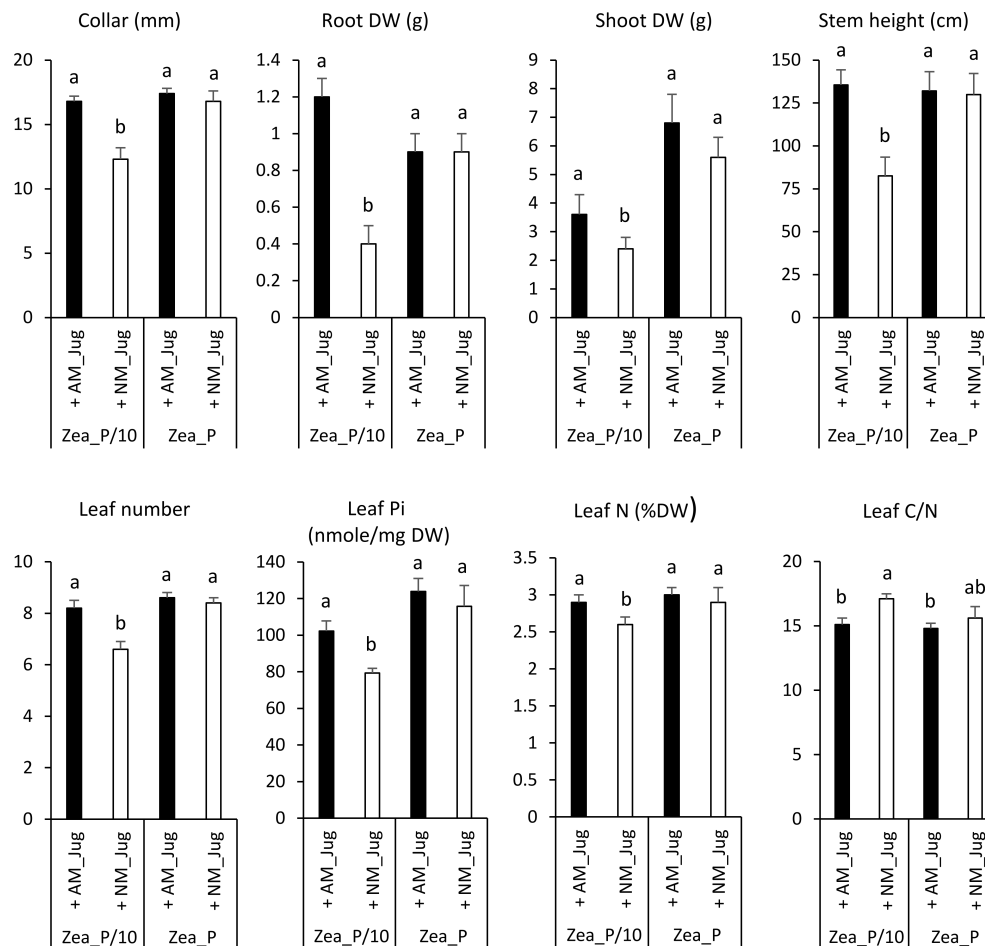 Collar (mm)
20
15
10
5
0
a
b
a
a
+ AM_Jug
+ NM_Jug
+ AM_Jug
+ NM_Jug
Zea_P/10
Zea_P
Root DW (g)
1.4
1.2
1
0.8
0.6
0.4
0.2
0
a
b
a
a
+ AM_Jug
+ NM_Jug
+ AM_Jug
+ NM_Jug
Zea_P/10
Zea_P
Shoot DW (g)
9
8
7
6
5
4
3
2
1
0
a
b
a
a
+ AM_Jug
+ NM_Jug
+ AM_Jug
+ NM_Jug
Zea_P/10
Zea_P
Stem height (cm)
150
125
100
75
50
25
0
a
b
a
a
+ AM_Jug
+ NM_Jug
+ AM_Jug
+ NM_Jug
Zea_P/10
Zea_P
Leaf number
10
8
6
4
2
0
a
b
a
a
+ AM_Jug
+ NM_Jug
+ AM_Jug
+ NM_Jug
Zea_P/10
Zea_P
Leaf Pi
(nmole/mg DW)
140
120
100
80
60
40
20
0
a
b
a
a
+ AM_Jug
+ NM_Jug
+ AM_Jug
+ NM_Jug
Zea_P/10
Zea_P
Leaf N (%DW)
3.5
3
2.5
2
1.5
1
0.5
0
a
b
a
a
+ AM_Jug
+ NM_Jug
+ AM_Jug
+ NM_Jug
Zea_P/10
Zea_P
Leaf C/N
20
15
10
5
0
b
a
b
ab
+ AM_Jug
+ NM_Jug
+ AM_Jug
+ NM_Jug
Zea_P/10
Zea_P